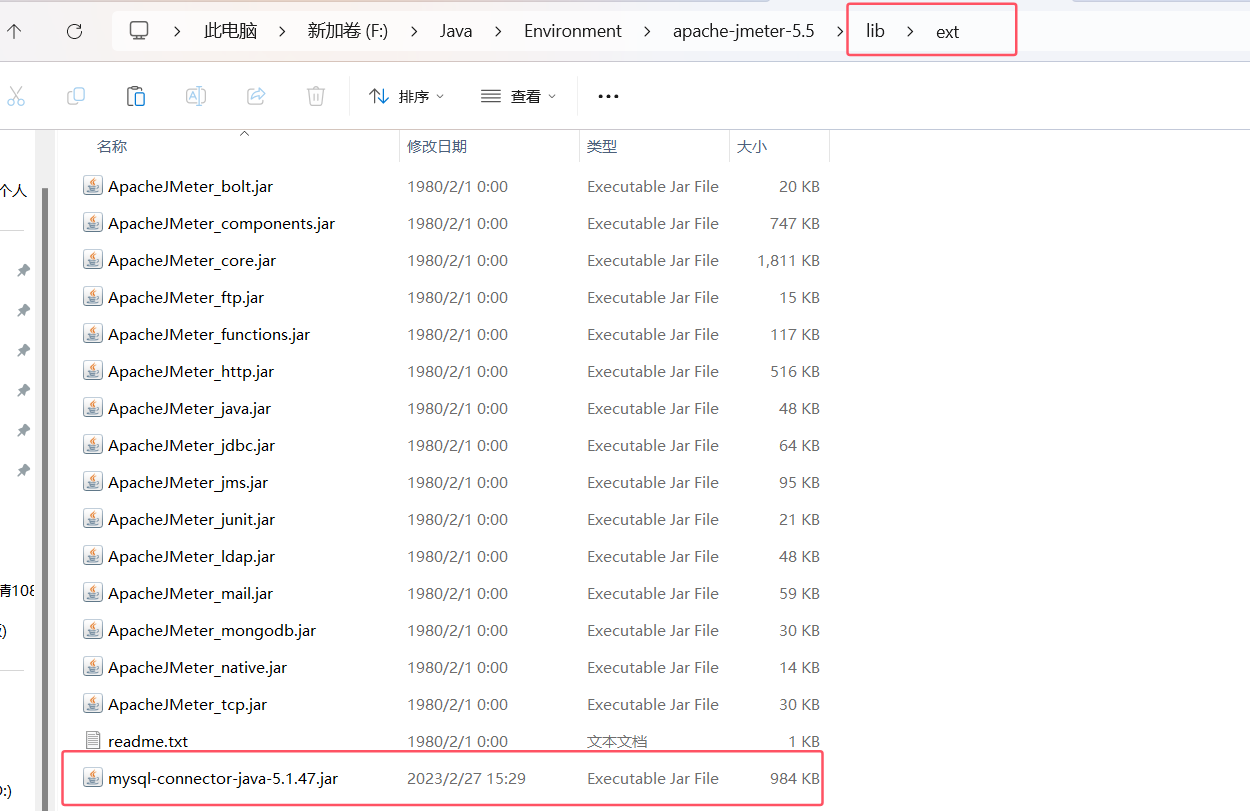 此电脑 > 新加卷 (F:) > Java > Environment > apache-jmeter-5.5 > lib > ext
排序 查看 •••
名称 修改日期 类型 大小
个人
ApacheJMeter_bolt.jar 1980/2/1 0:00 Executable Jar File 20 KB
ApacheJMeter_components.jar 1980/2/1 0:00 Executable Jar File 747 KB
ApacheJMeter_core.jar 1980/2/1 0:00 Executable Jar File 1,811 KB
ApacheJMeter_ftp.jar 1980/2/1 0:00 Executable Jar File 15 KB
ApacheJMeter_functions.jar 1980/2/1 0:00 Executable Jar File 117 KB
ApacheJMeter_http.jar 1980/2/1 0:00 Executable Jar File 516 KB
ApacheJMeter_java.jar 1980/2/1 0:00 Executable Jar File 48 KB
ApacheJMeter_jdbc.jar 1980/2/1 0:00 Executable Jar File 64 KB
ApacheJMeter_jms.jar 1980/2/1 0:00 Executable Jar File 95 KB
ApacheJMeter_junit.jar 1980/2/1 0:00 Executable Jar File 21 KB
ApacheJMeter_ldap.jar 1980/2/1 0:00 Executable Jar File 48 KB
ApacheJMeter_mail.jar 1980/2/1 0:00 Executable Jar File 59 KB
ApacheJMeter_mongodb.jar 1980/2/1 0:00 Executable Jar File 30 KB
ApacheJMeter_native.jar 1980/2/1 0:00 Executable Jar File 14 KB
ApacheJMeter_tcp.jar 1980/2/1 0:00 Executable Jar File 30 KB
readme.txt 1980/2/1 0:00 文本文档 1 KB
mysql-connector-java-5.1.47.jar 2023/2/27 15:29 Executable Jar File 984 KB